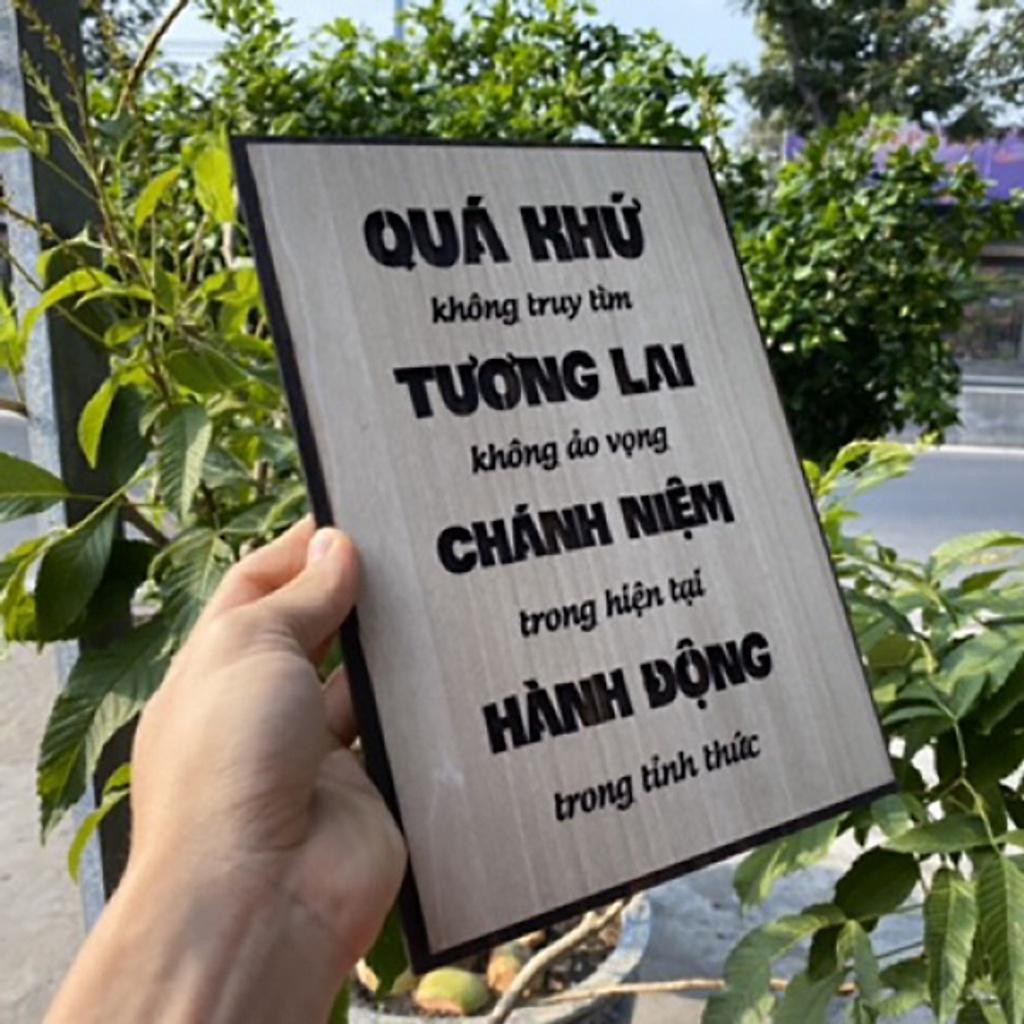 QUÁ KHỨ
không truy tìm
TƯƠNG LAI
không ảo vọng
CHÁNH NIỆM
trong hiện tại
HÀNH ĐỘNG
trong tỉnh thức